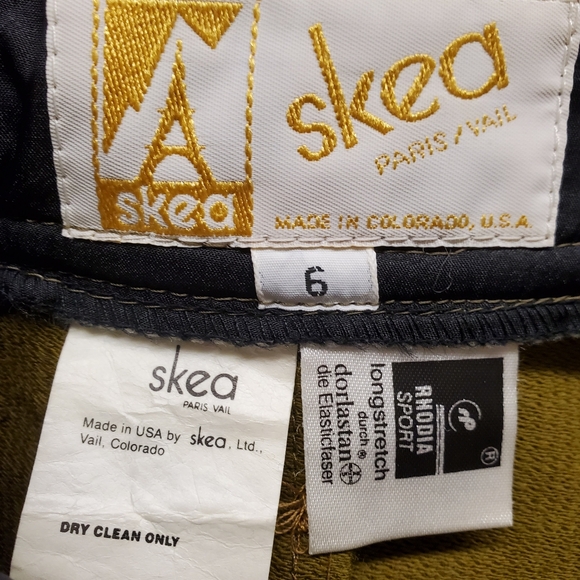 skea
skea
PARIS / VAIL
MADE IN COLORADO, U.S.A.
6
skea
PARIS VAIL
Made in USA by skea, Ltd.,
Vail, Colorado
DRY CLEAN ONLY
RHODIA
SPORT
®
longstretch
durch ®
dorlastan
die Elasticfaser